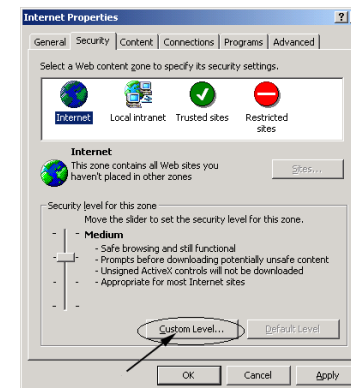 Internet Properties ?
General Security Content Connections Programs Advanced
Select a Web content zone to specify its security settings.
Internet Local intranet Trusted sites Restricted
sites
Internet
This zone contains all Web sites you
haven't placed in other zones
Sites...
Security level for this zone
Move the slider to set the security level for this zone.
Medium
- Safe browsing and still functional
- Prompts before downloading potentially unsafe content
- Unsigned ActiveX controls will not be downloaded
- Appropriate for most Internet sites
Custom Level... Default Level
OK Cancel Apply